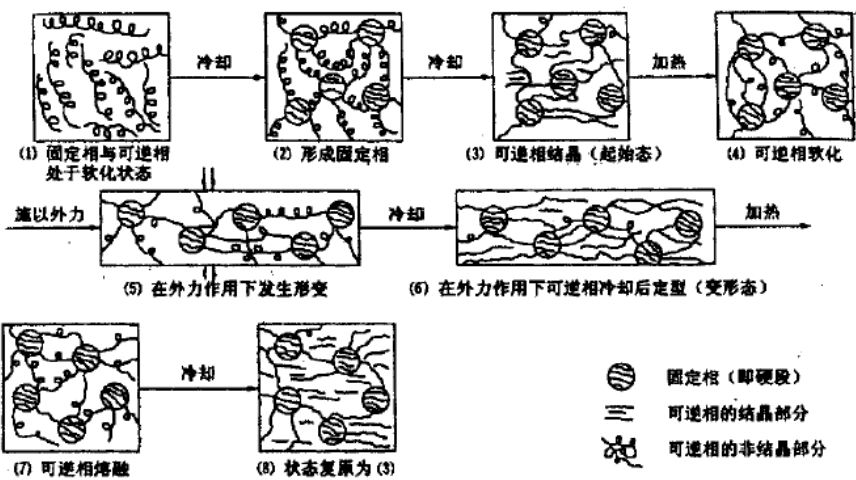 冷却
冷却
加热
(1) 固定相与可逆相
处于软化状态
(2) 形成固定相
(3) 可逆相结晶（起始态）
(4) 可逆相软化
施以外力
冷却
加热
(5) 在外力作用下发生形变
(6) 在外力作用下可逆相冷却后定型（变形态）
冷却
固定相（即硬段）
可逆相的结晶部分
可逆相的非结晶部分
(7) 可逆相熔融
(8) 状态复原为(3)